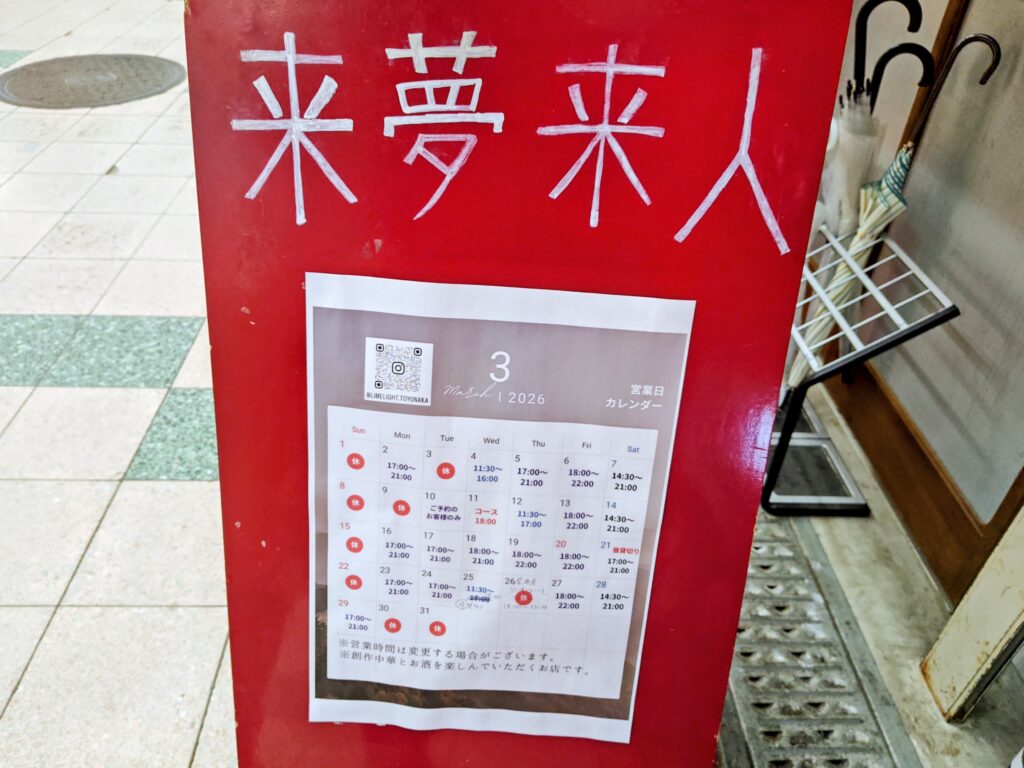 来夢来人
@LIMELIGHT.TOYONAKA
3
March | 2026
営業日
カレンダー
Sun Mon Tue Wed Thu Fri Sat
1 2 3 4 5 6 7
休 17:00～21:00 休 11:30～16:00 17:00～21:00 18:00～22:00 14:30～21:00
8 9 10 11 12 13 14
休 休 ご予約のお客様のみ コース18:00 11:30～17:00 18:00～22:00 14:30～21:00
15 16 17 18 19 20 21 昼貸切り
休 17:00～21:00 17:00～21:00 18:00～21:00 18:00～22:00 18:00～22:00 17:00～21:00
22 23 24 25 26 27 28
休 17:00～21:00 17:00～21:00 11:30～17:00 休 18:00～22:00 14:30～21:00
29 30 31
17:00～21:00 休 休
※営業時間は変更する場合がございます。
※創作中華とお酒を楽しんでいただくお店です。